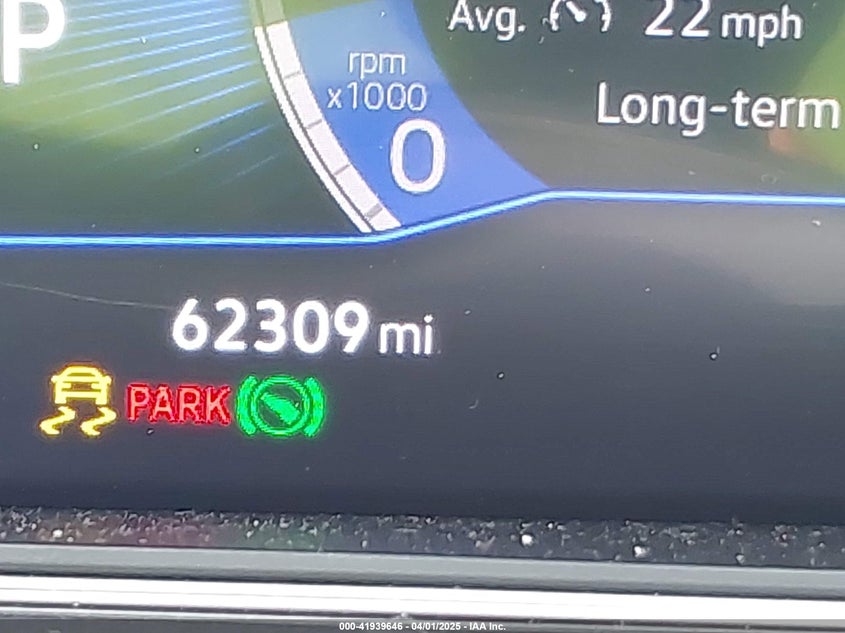 P
Avg. 22 mph
rpm
x1000
Long-term
0
62309 mi
PARK
000-41939646 - 04/01/2025 - IAA Inc.